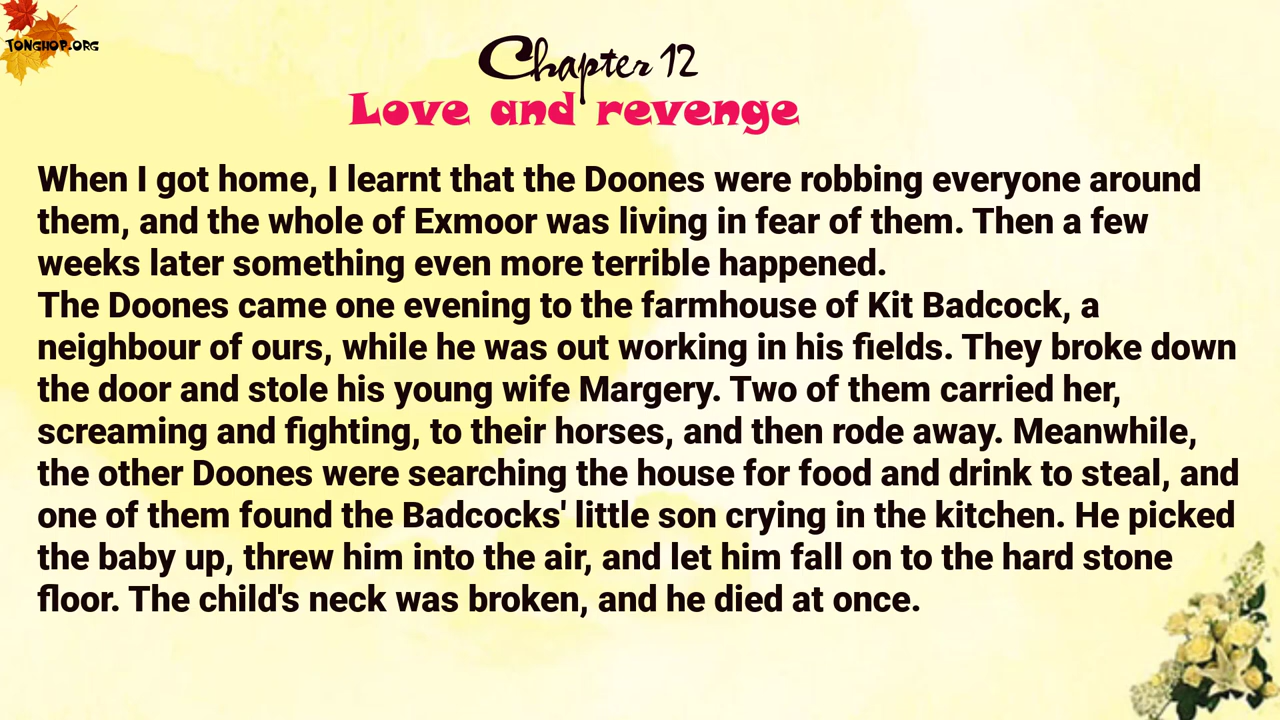 TONGHOP.ORG
Chapter 12
Love and revenge
When I got home, I learnt that the Doones were robbing everyone around
them, and the whole of Exmoor was living in fear of them. Then a few
weeks later something even more terrible happened.
The Doones came one evening to the farmhouse of Kit Badcock, a
neighbour of ours, while he was out working in his fields. They broke down
the door and stole his young wife Margery. Two of them carried her,
screaming and fighting, to their horses, and then rode away. Meanwhile,
the other Doones were searching the house for food and drink to steal, and
one of them found the Badcocks' little son crying in the kitchen. He picked
the baby up, threw him into the air, and let him fall on to the hard stone
floor. The child's neck was broken, and he died at once.